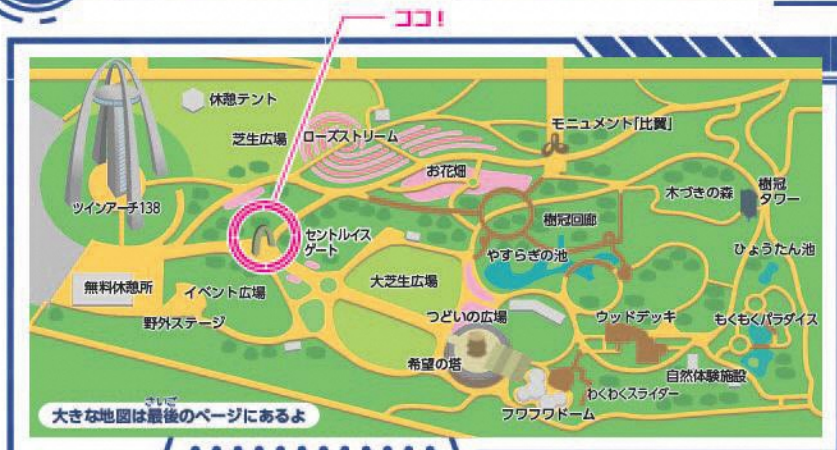 ココ!
休憩テント
芝生広場
ローズストリーム
モニュメント「比翼」
お花畑
ツインアーチ138
木づきの森
樹冠
タワー
樹冠回廊
セントルイス
ゲート
やすらぎの池
ひょうたん池
大芝生広場
無料休憩所
イベント広場
つどいの広場
ウッドデッキ
もくもくパラダイス
野外ステージ
希望の塔
自然体験施設
わくわくスライダー
フワフワドーム
さいご
大きな地図は最後のページにあるよ